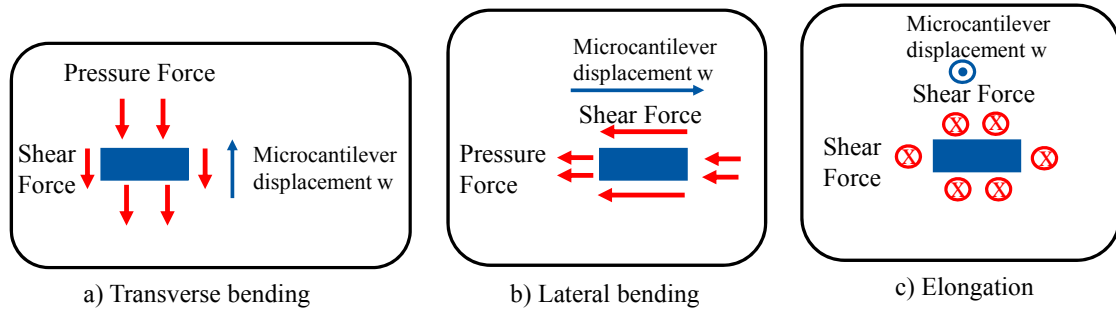 Pressure Force
Shear
Force
Microcantilever
displacement w
a) Transverse bending
Microcantilever
displacement w
Shear Force
Pressure
Force
b) Lateral bending
Microcantilever
displacement w
Shear Force
Shear
Force
X
X
X
X
X
X
c) Elongation